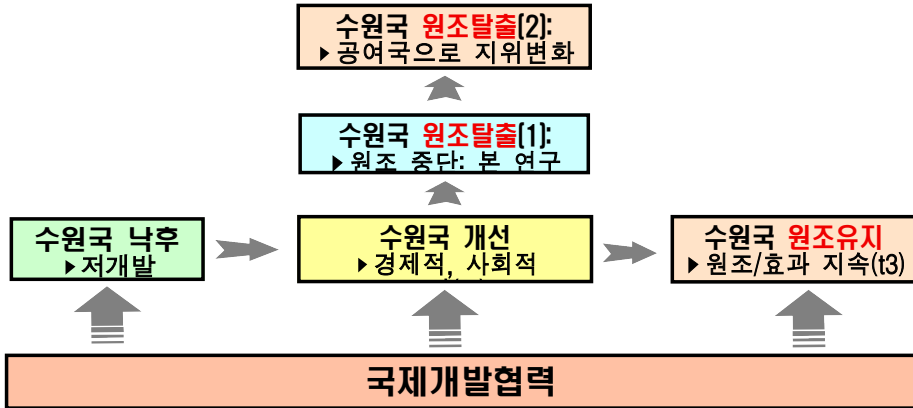 수원국 원조탈출(2):
▶공여국으로 지위변화
수원국 원조탈출(1):
▶원조 중단: 본 연구
수원국 낙후
▶저개발
수원국 개선
▶경제적, 사회적
수원국 원조유지
▶원조/효과 지속(t3)
국제개발협력